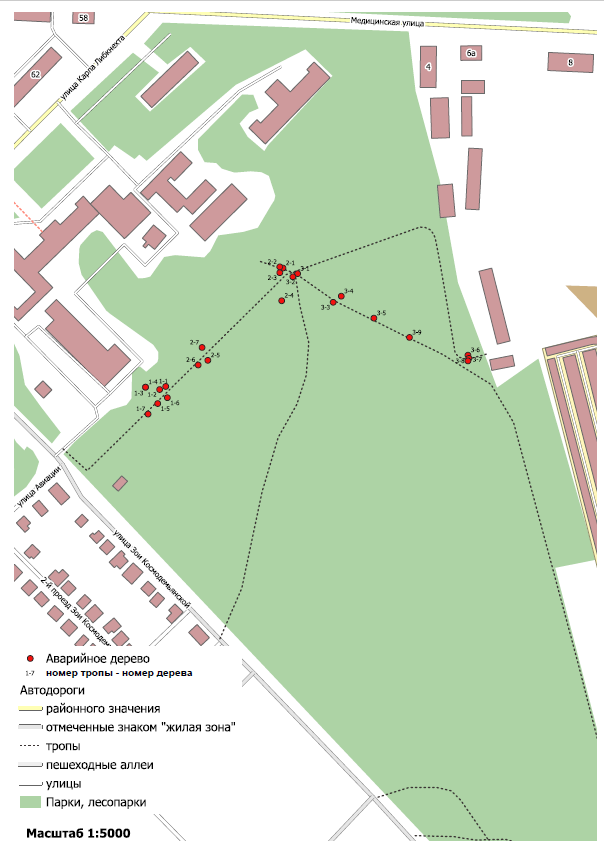 58
Медицинская улица
улица Карла Либкнехта
62
4
6а
8
2-2
2-1
2-3
3-1
3-2
2-4
3-4
3-3
3-5
3-9
2-7
2-6
2-5
3-6
3-7
1-4
1-1
1-3
1-2
1-6
1-5
1-7
улица Авиации
улица Зои Космодемьянской
2-й проезд Зои Космодем
Аварийное дерево
1-7 номер тропы - номер дерева
Автодороги
районного значения
отмеченные знаком "жилая зона"
тропы
пешеходные аллеи
улицы
Парки, лесопарки
Масштаб 1:5000